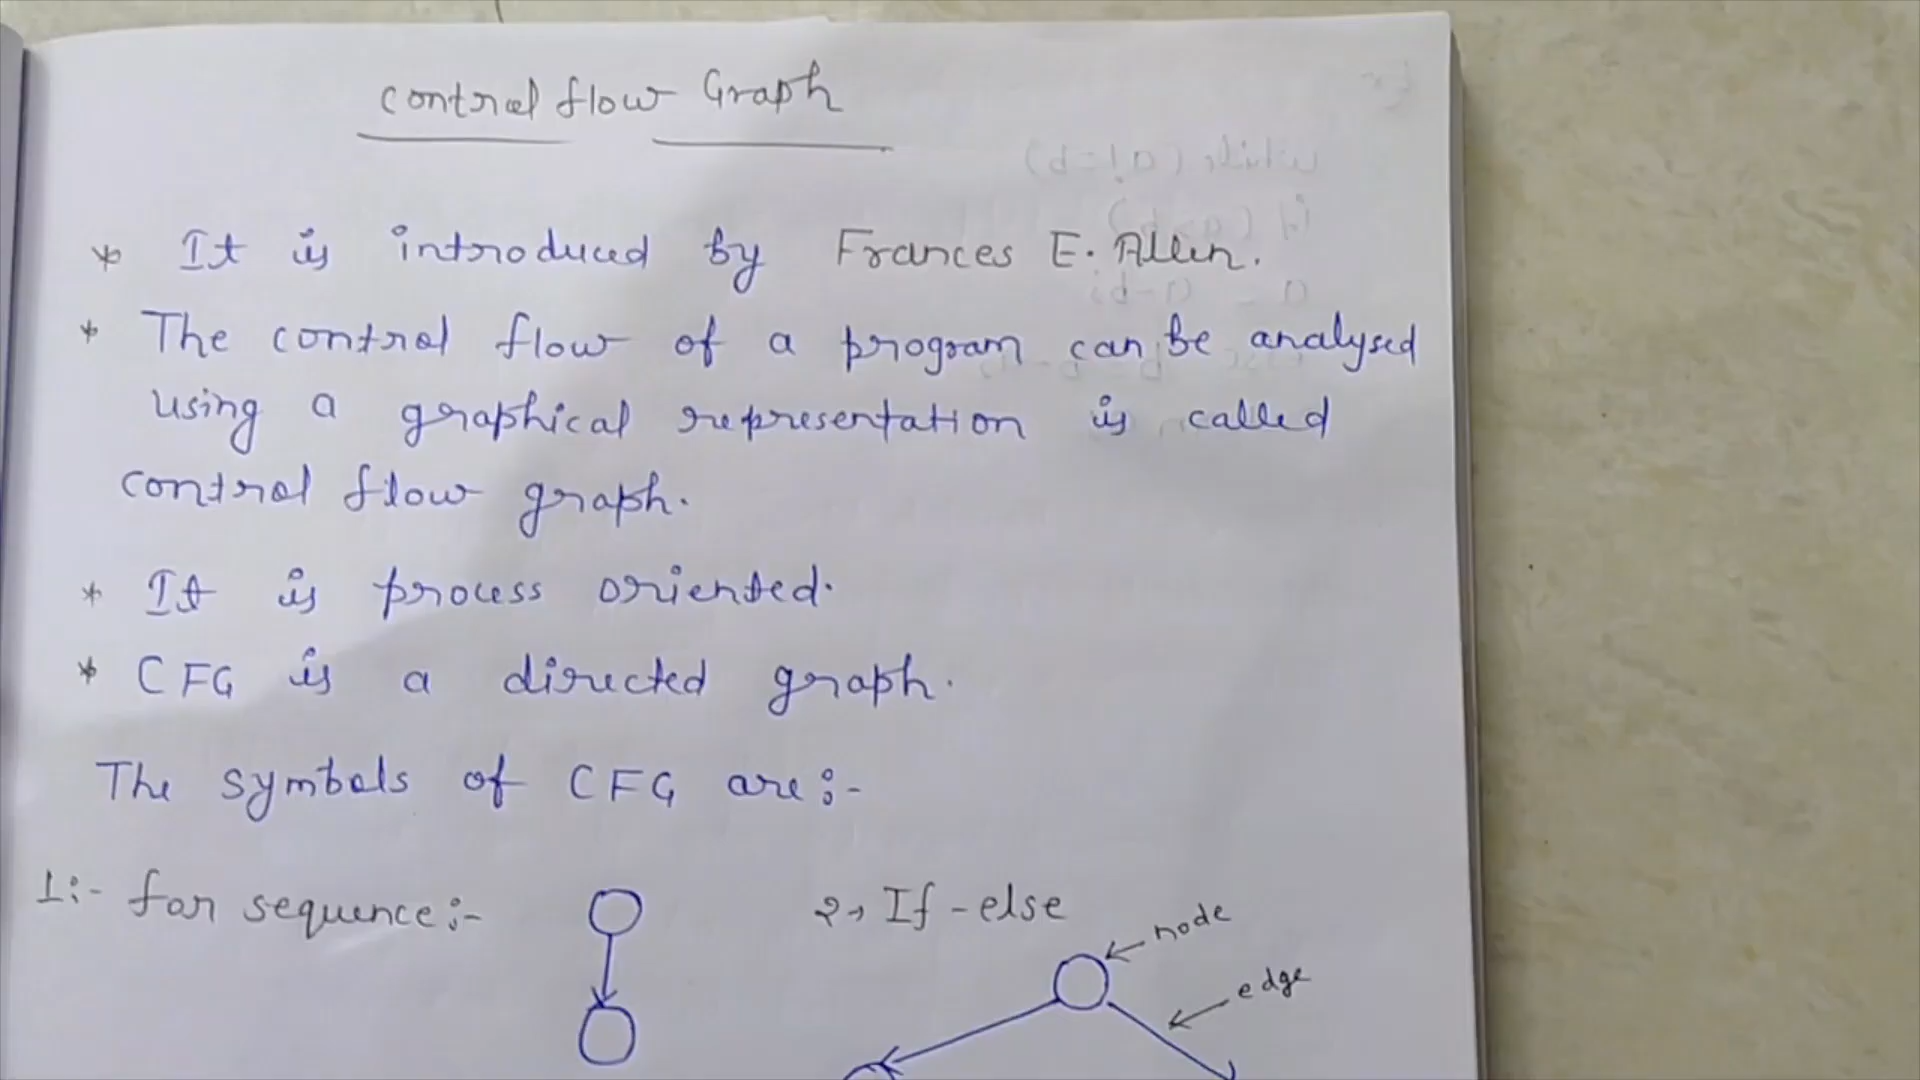 Control flow Graph
* It is introduced by Frances E. Allen.
* The control flow of a program can be analysed
using a graphical representation is called
control flow graph.
* It is process oriented.
* CFG is a directed graph.
The symbols of CFG are:-
1:- for sequence:-
2→ If-else
node
edge